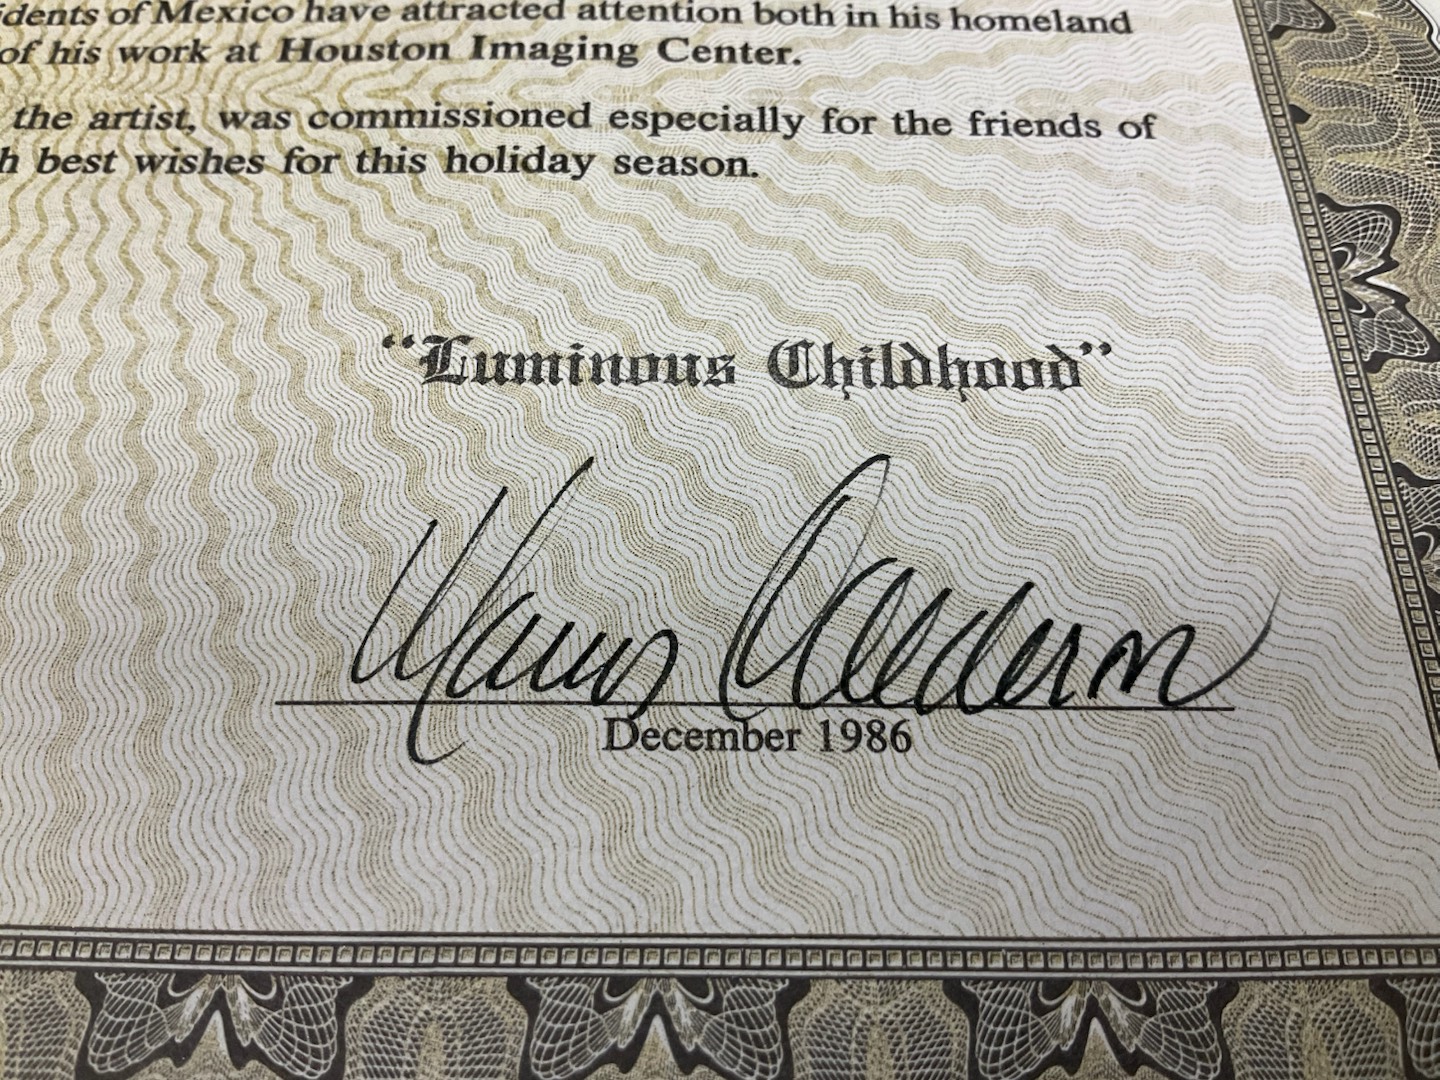 idents of Mexico have attracted attention both in his homeland
of his work at Houston Imaging Center.
the artist, was commissioned especially for the friends of
h best wishes for this holiday season.
“Luminous Childhood”
December 1986